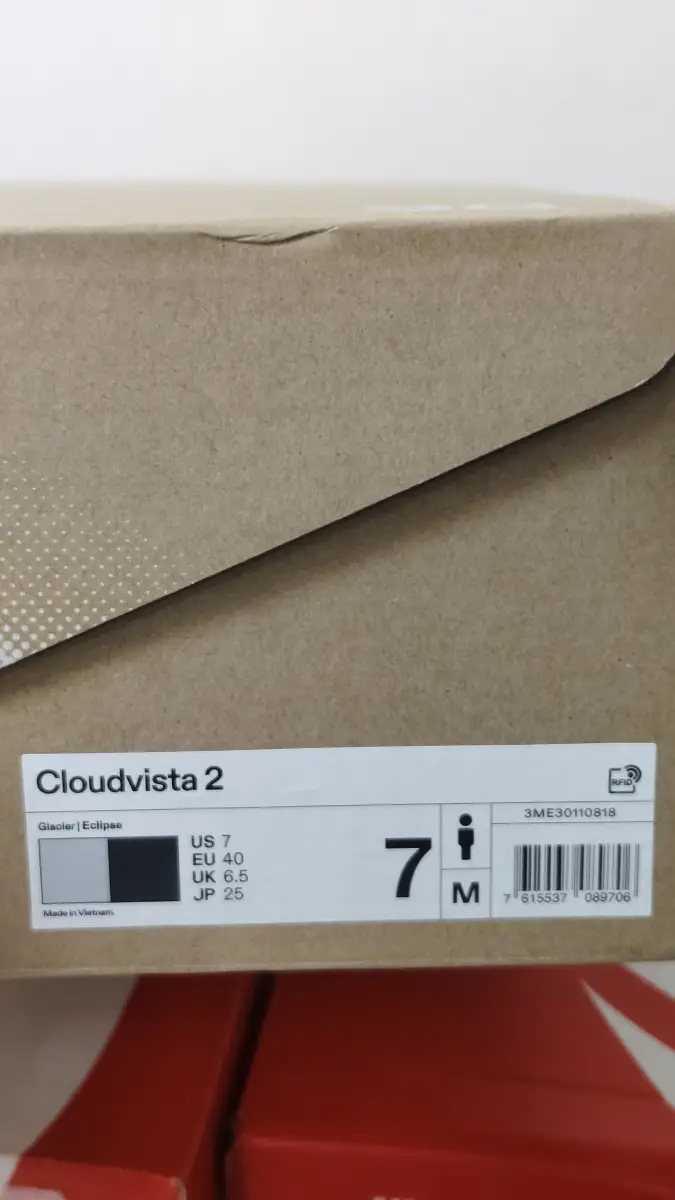 Cloudvista 2
RFID
Glacier | Eclipse
US 7
EU 40
UK 6.5
JP 25
Made in Vietnam.
7
M
3ME30110818
7 615537 089706